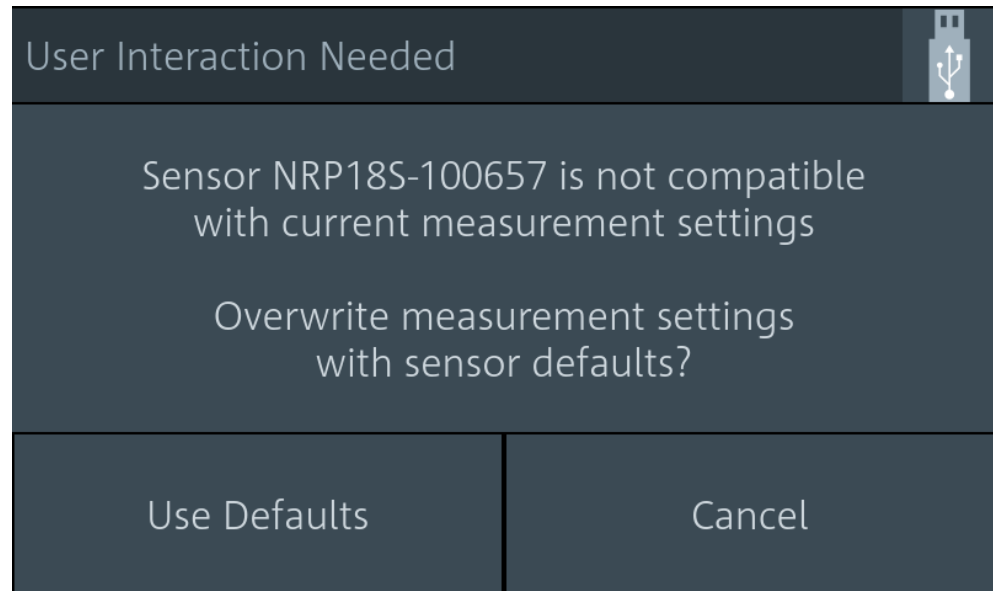 User Interaction Needed
Sensor NRP18S-100657 is not compatible
with current measurement settings
Overwrite measurement settings
with sensor defaults?
Use Defaults
Cancel